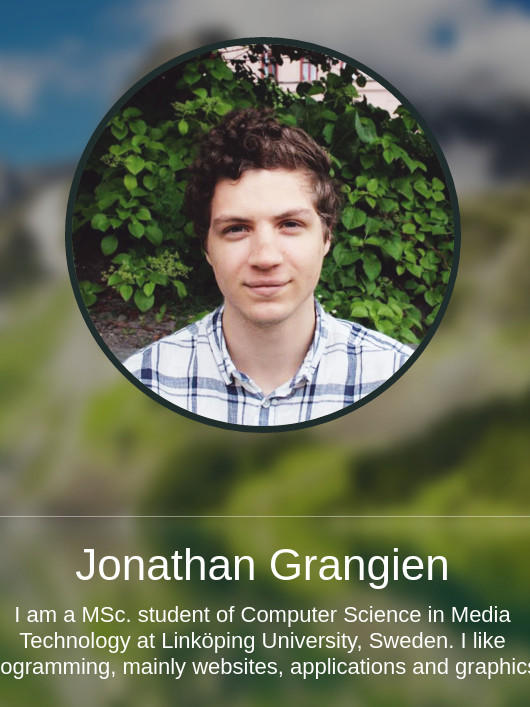 Jonathan Grangien
I am a MSc. student of Computer Science in Media
Technology at Linköping University, Sweden. I like
ogramming, mainly websites, applications and graphics